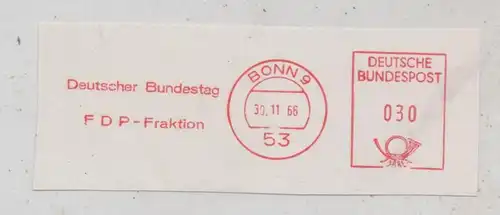 Deutscher Bundestag
F D P - Fraktion
BONN 9
30.11 66
53
DEUTSCHE
BUNDESPOST
030